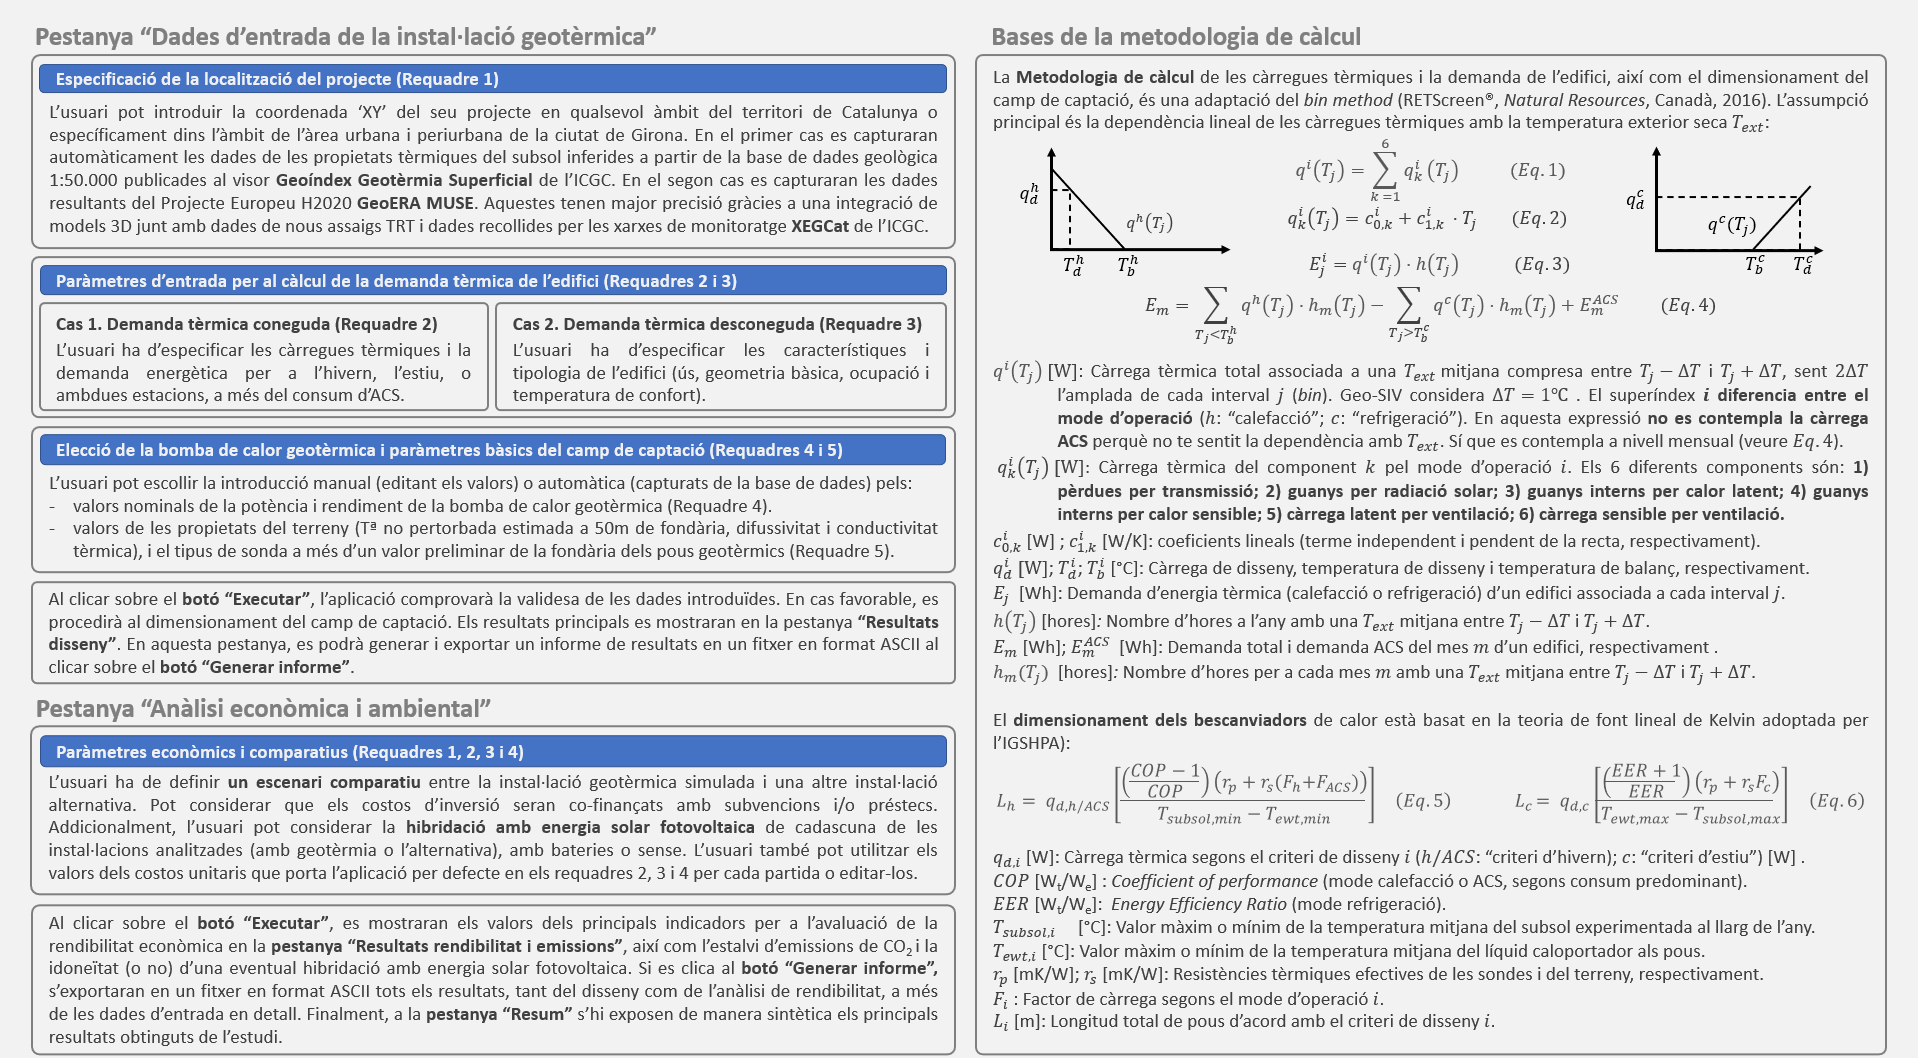 Pestanya “Dades d’entrada de la instal·lació geotèrmica”
Especificació de la localització del projecte (Requadre 1)
L’usuari pot introduir la coordenada ‘XY’ del seu projecte en qualsevol àmbit del territori de Catalunya o
específicament dins l’àmbit de l’àrea urbana i periurbana de la ciutat de Girona. En el primer cas es capturaran
automàticament les dades de les propietats tèrmiques del subsol inferides a partir de la base de dades geològica
1:50.000 publicades al visor Geoíndex Geotèrmia Superficial de l’ICGC. En el segon cas es capturaran les dades
resultants del Projecte Europeu H2020 GeoERA MUSE. Aquestes tenen major precisió gràcies a una integració de
models 3D junt amb dades de nous assaigs TRT i dades recollides per les xarxes de monitoratge XEGCat de l’ICGC.
Paràmetres d’entrada per al càlcul de la demanda tèrmica de l’edifici (Requadres 2 i 3)
Cas 1. Demanda tèrmica coneguda (Requadre 2)
L’usuari ha d’especificar les càrregues tèrmiques i la
demanda energètica per a l’hivern, l’estiu, o
ambdues estacions, a més del consum d’ACS.
Cas 2. Demanda tèrmica desconeguda (Requadre 3)
L’usuari ha d’especificar les característiques i
tipologia de l’edifici (ús, geometria bàsica, ocupació i
temperatura de confort).
Elecció de la bomba de calor geotèrmica i paràmetres bàsics del camp de captació (Requadres 4 i 5)
L’usuari pot escollir la introducció manual (editant els valors) o automàtica (capturats de la base de dades) pels:
- valors nominals de la potència i rendiment de la bomba de calor geotèrmica (Requadre 4).
- valors de les propietats del terreny (Tª no pertorbada estimada a 50m de fondària, difussivitat i conductivitat
tèrmica), i el tipus de sonda a més d’un valor preliminar de la fondària dels pous geotèrmics (Requadre 5).
Al clicar sobre el botó “Executar”, l’aplicació comprovarà la validesa de les dades introduïdes. En cas favorable, es
procedirà al dimensionament del camp de captació. Els resultats principals es mostraran en la pestanya “Resultats
disseny”. En aquesta pestanya, es podrà generar i exportar un informe de resultats en un fitxer en format ASCII al
clicar sobre el botó “Generar informe”.
Pestanya “Anàlisi econòmica i ambiental”
Paràmetres econòmics i comparatius (Requadres 1, 2, 3 i 4)
L’usuari ha de definir un escenari comparatiu entre la instal·lació geotèrmica simulada i una altre instal·lació
alternativa. Pot considerar que els costos d’inversió seran co-finançats amb subvencions i/o préstecs.
Addicionalment, l’usuari pot considerar la hibridació amb energia solar fotovoltaica de cadascuna de les
instal·lacions analitzades (amb geotèrmia o l’alternativa), amb bateries o sense. L’usuari també pot utilitzar els
valors dels costos unitaris que porta l’aplicació per defecte en els requadres 2, 3 i 4 per cada partida o editar-los.
Al clicar sobre el botó “Executar”, es mostraran els valors dels principals indicadors per a l’avaluació de la
rendibilitat econòmica en la pestanya “Resultats rendibilitat i emissions”, així com l’estalvi d’emissions de CO₂ i la
idoneïtat (o no) d’una eventual hibridació amb energia solar fotovoltaica. Si es clica al botó “Generar informe”,
s’exportaran en un fitxer en format ASCII tots els resultats, tant del disseny com de l’anàlisi de rendibilitat, a més
de les dades d’entrada en detall. Finalment, a la pestanya “Resum” s’hi exposen de manera sintètica els principals
resultats obtinguts de l’estudi.
Bases de la metodologia de càlcul
La Metodologia de càlcul de les càrregues tèrmiques i la demanda de l’edifici, així com el dimensionament del
camp de captació, és una adaptació del bin method (RETScreen®, Natural Resources, Canadà, 2016). L’assumpció
principal és la dependència lineal de les càrregues tèrmiques amb la temperatura exterior seca T_ext:
q_d^h q^h(T_j) T_d^h T_b^h
q^i(T_j) = ∑_{k=1}^{6} q_k^i (T_j) (Eq. 1)
q_k^i(T_j) = c_{0,k}^i + c_{1,k}^i · T_j (Eq. 2)
E_j^i = q^i(T_j) · h(T_j) (Eq. 3)
q_d^c q^c(T_j) T_b^c T_d^c
E_m = ∑_{T_j<T_b^h} q^h(T_j) · h_m(T_j) − ∑_{T_j>T_b^c} q^c(T_j) · h_m(T_j) + E_m^{ACS} (Eq. 4)
q^i(T_j) [W]: Càrrega tèrmica total associada a una T_ext mitjana compresa entre T_j − ΔT i T_j + ΔT, sent 2ΔT
l’amplada de cada interval j (bin). Geo-SIV considera ΔT = 1°C . El superíndex i diferencia entre el
mode d’operació (h: “calefacció”; c: “refrigeració”). En aquesta expressió no es contempla la càrrega
ACS perquè no te sentit la dependència amb T_ext. Sí que es contempla a nivell mensual (veure Eq. 4).
q_k^i(T_j) [W]: Càrrega tèrmica del component k pel mode d’operació i. Els 6 diferents components són: 1)
pèrdues per transmissió; 2) guanys per radiació solar; 3) guanys interns per calor latent; 4) guanys
interns per calor sensible; 5) càrrega latent per ventilació; 6) càrrega sensible per ventilació.
c_{0,k}^i [W] ; c_{1,k}^i [W/K]: coeficients lineals (terme independent i pendent de la recta, respectivament).
q_d^i [W]; T_d^i; T_b^i [°C]: Càrrega de disseny, temperatura de disseny i temperatura de balanç, respectivament.
E_j [Wh]: Demanda d’energia tèrmica (calefacció o refrigeració) d’un edifici associada a cada interval j.
h(T_j) [hores]: Nombre d’hores a l’any amb una T_ext mitjana entre T_j − ΔT i T_j + ΔT.
E_m [Wh]; E_m^{ACS} [Wh]: Demanda total i demanda ACS del mes m d’un edifici, respectivament .
h_m(T_j) [hores]: Nombre d’hores per a cada mes m amb una T_ext mitjana entre T_j − ΔT i T_j + ΔT.
El dimensionament dels bescanviadors de calor està basat en la teoria de font lineal de Kelvin adoptada per
l’IGSHPA):
L_h = q_{d,h/ACS} [((COP − 1)/COP) (r_p + r_s(F_h+F_ACS)) / (T_{subsol,min} − T_{ewt,min})] (Eq. 5)
L_c = q_{d,c} [((EER + 1)/EER) (r_p + r_sF_c) / (T_{ewt,max} − T_{subsol,max})] (Eq. 6)
q_{d,i} [W]: Càrrega tèrmica segons el criteri de disseny i (h/ACS: “criteri d’hivern); c: “criteri d’estiu”) [W] .
COP [Wt/We] : Coefficient of performance (mode calefacció o ACS, segons consum predominant).
EER [Wt/We]: Energy Efficiency Ratio (mode refrigeració).
T_{subsol,i} [°C]: Valor màxim o mínim de la temperatura mitjana del subsol experimentada al llarg de l’any.
T_{ewt,i} [°C]: Valor màxim o mínim de la temperatura mitjana del líquid caloportador als pous.
r_p [mK/W]; r_s [mK/W]: Resistències tèrmiques efectives de les sondes i del terreny, respectivament.
F_i : Factor de càrrega segons el mode d’operació i.
L_i [m]: Longitud total de pous d’acord amb el criteri de disseny i.